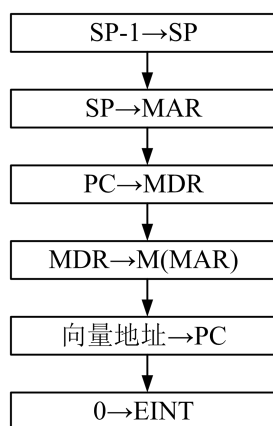 SP-1→SP
SP→MAR
PC→MDR
MDR→M(MAR)
向量地址→PC
0→EINT